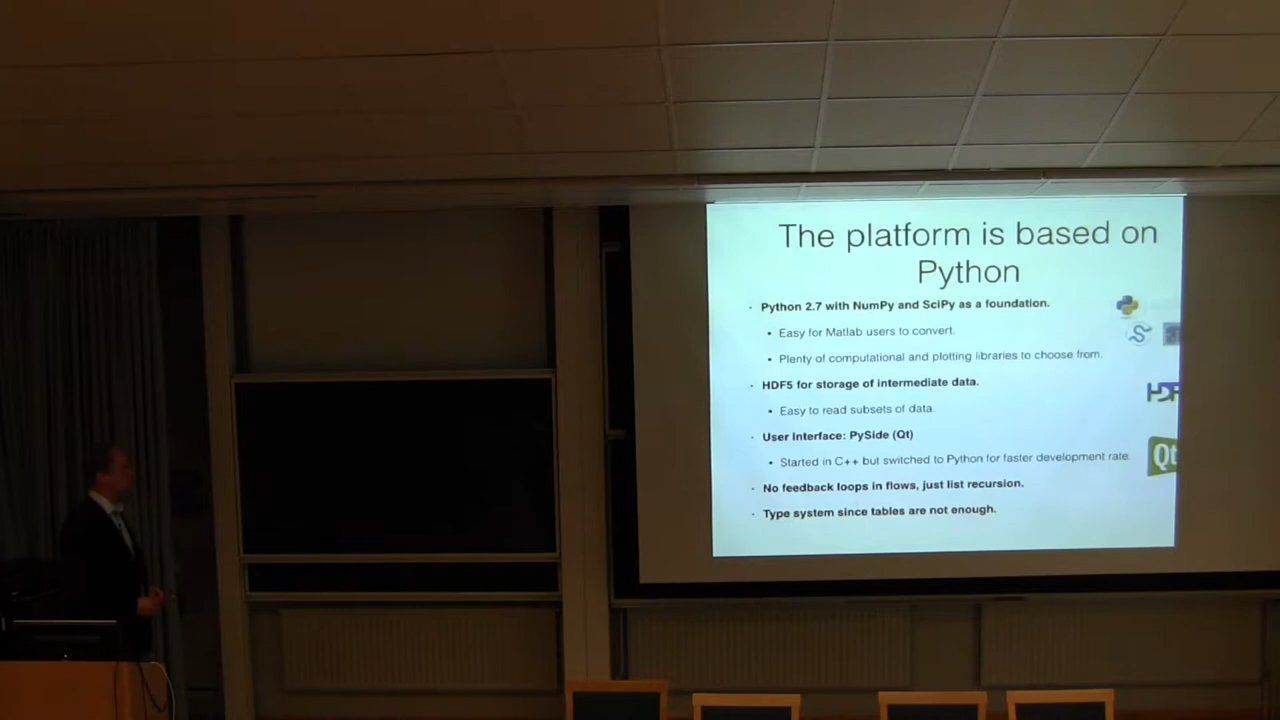 The platform is based on
Python
· Python 2.7 with NumPy and SciPy as a foundation.
• Easy for Matlab users to convert.
• Plenty of computational and plotting libraries to choose from.
· HDF5 for storage of intermediate data.
• Easy to read subsets of data.
· User Interface: PySide (Qt)
• Started in C++ but switched to Python for faster development rate.
· No feedback loops in flows, just list recursion.
· Type system since tables are not enough.
HDF
Qt